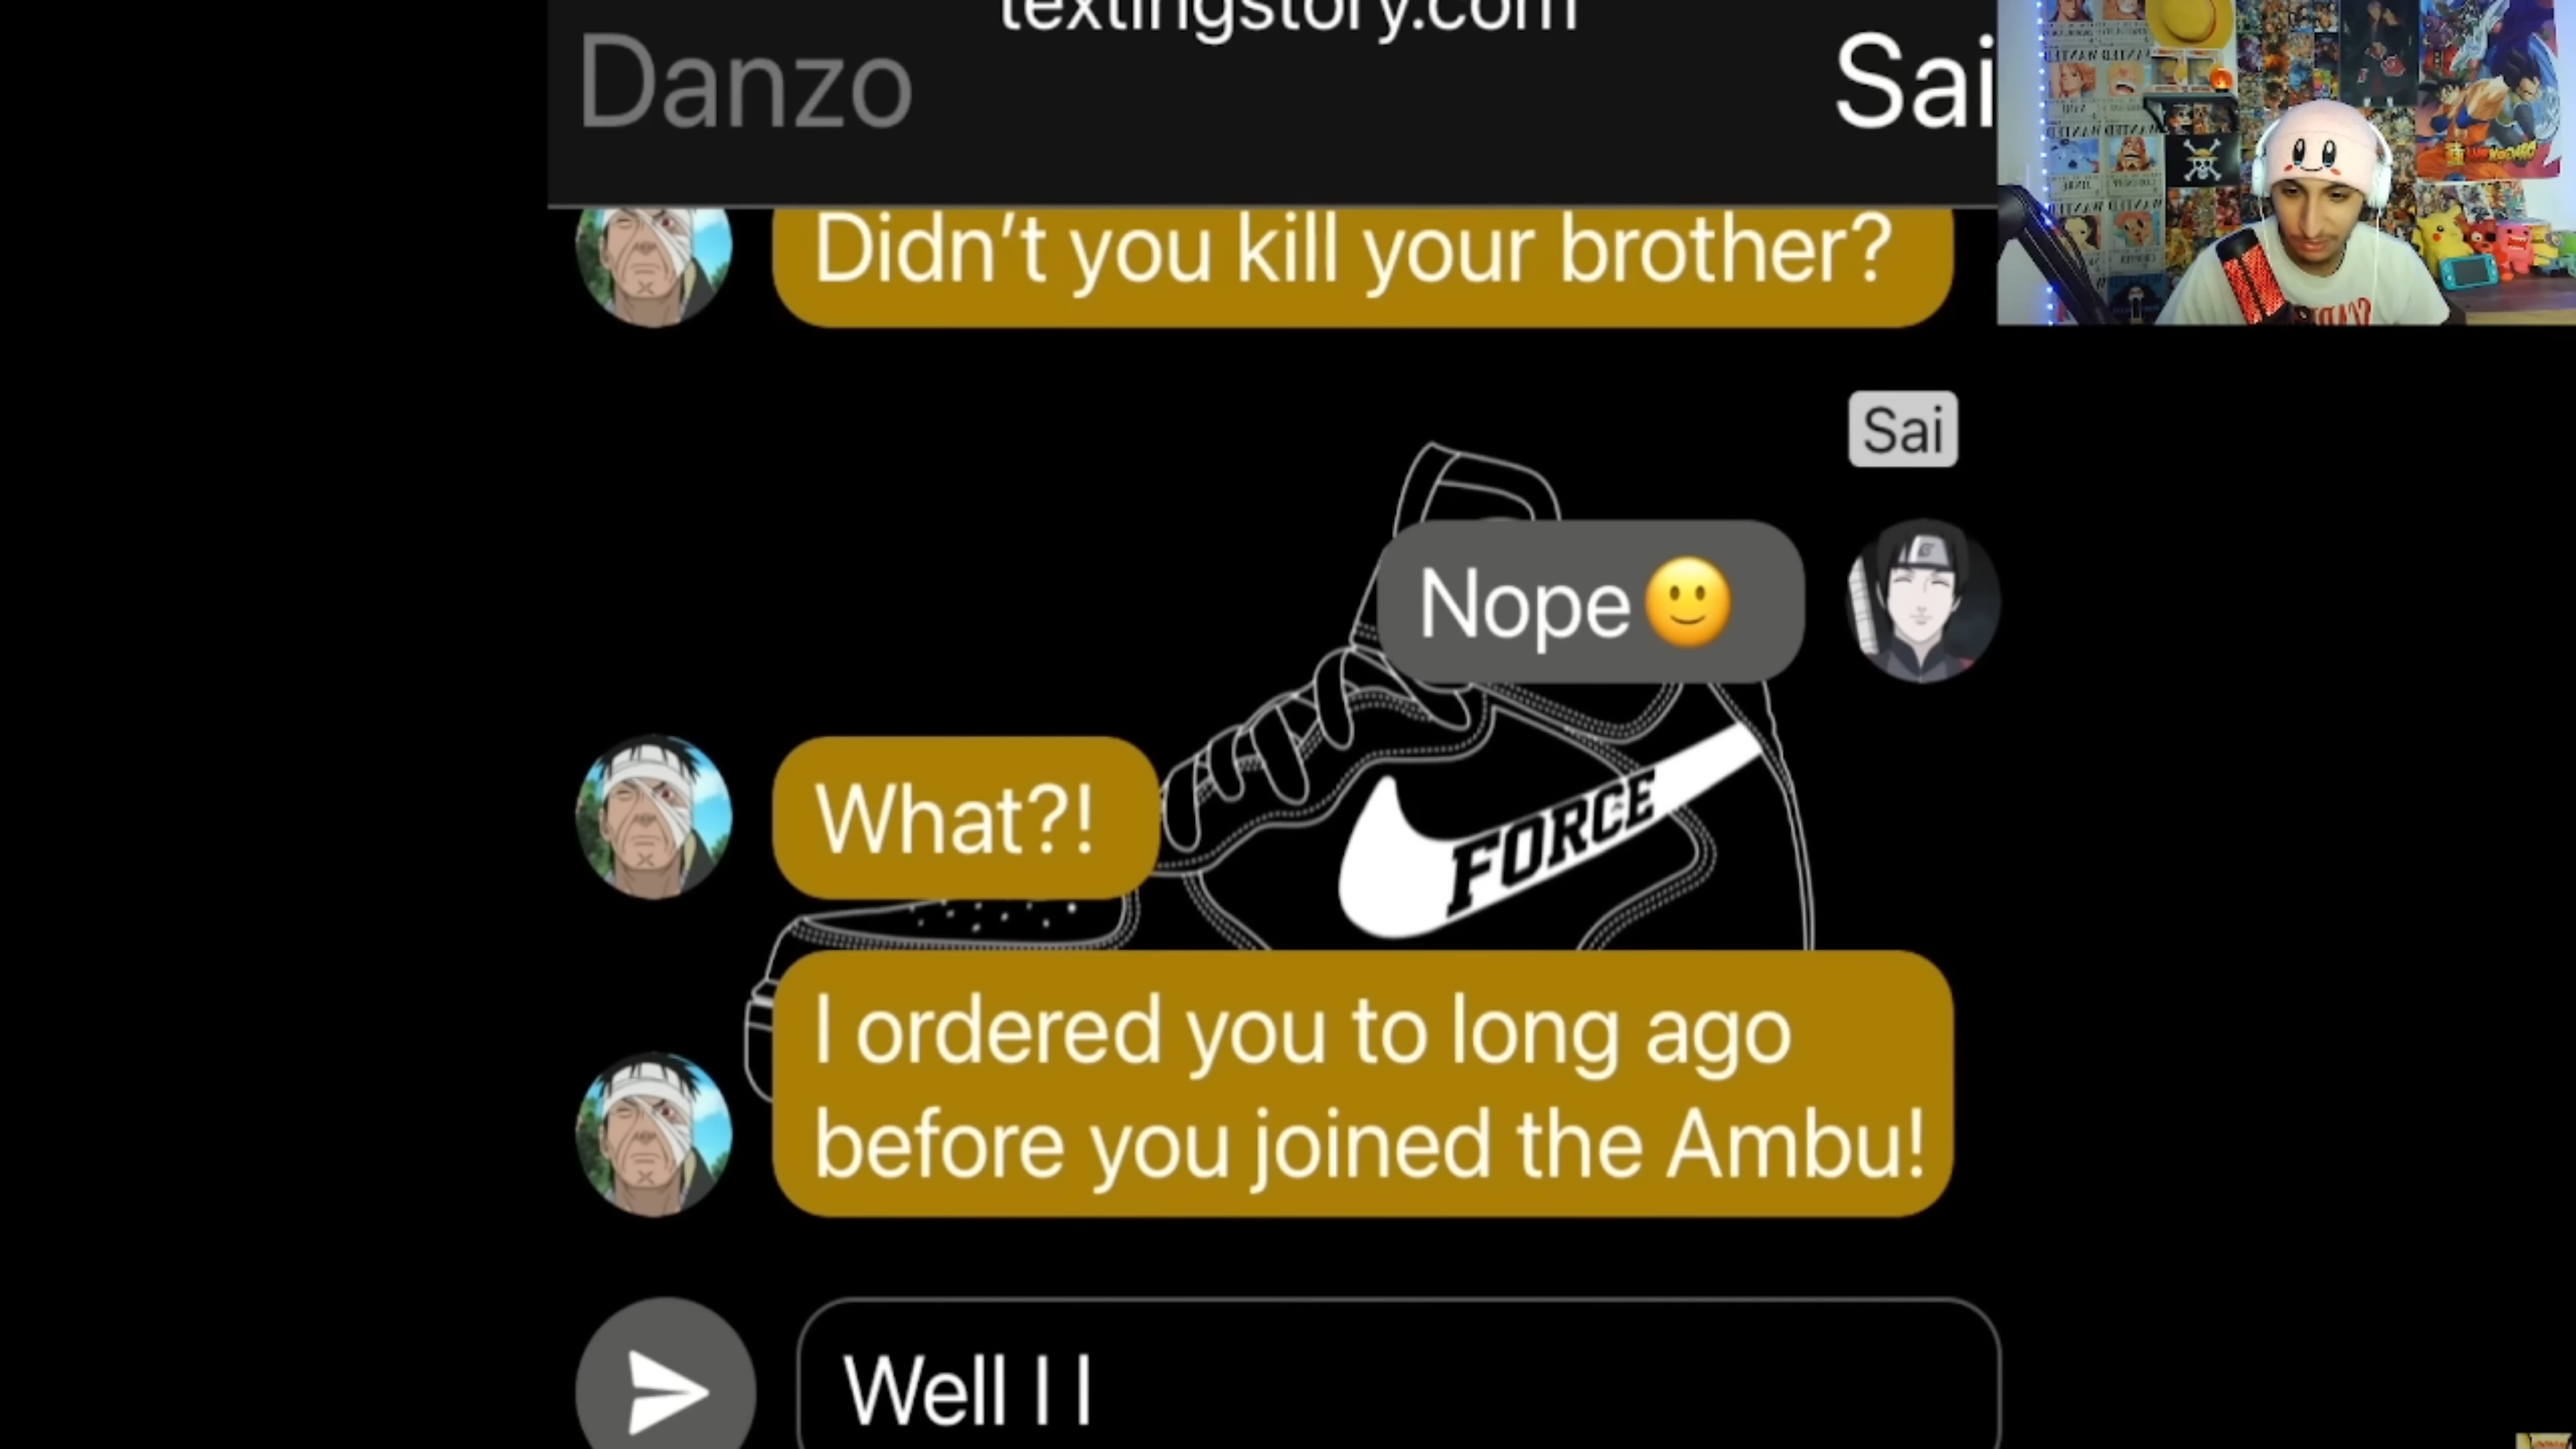 textingstory.com
Danzo
Sai
Didn’t you kill your brother?
Sai
Nope🙂
What?!
FORCE
I ordered you to long ago
before you joined the Ambu!
Well I l